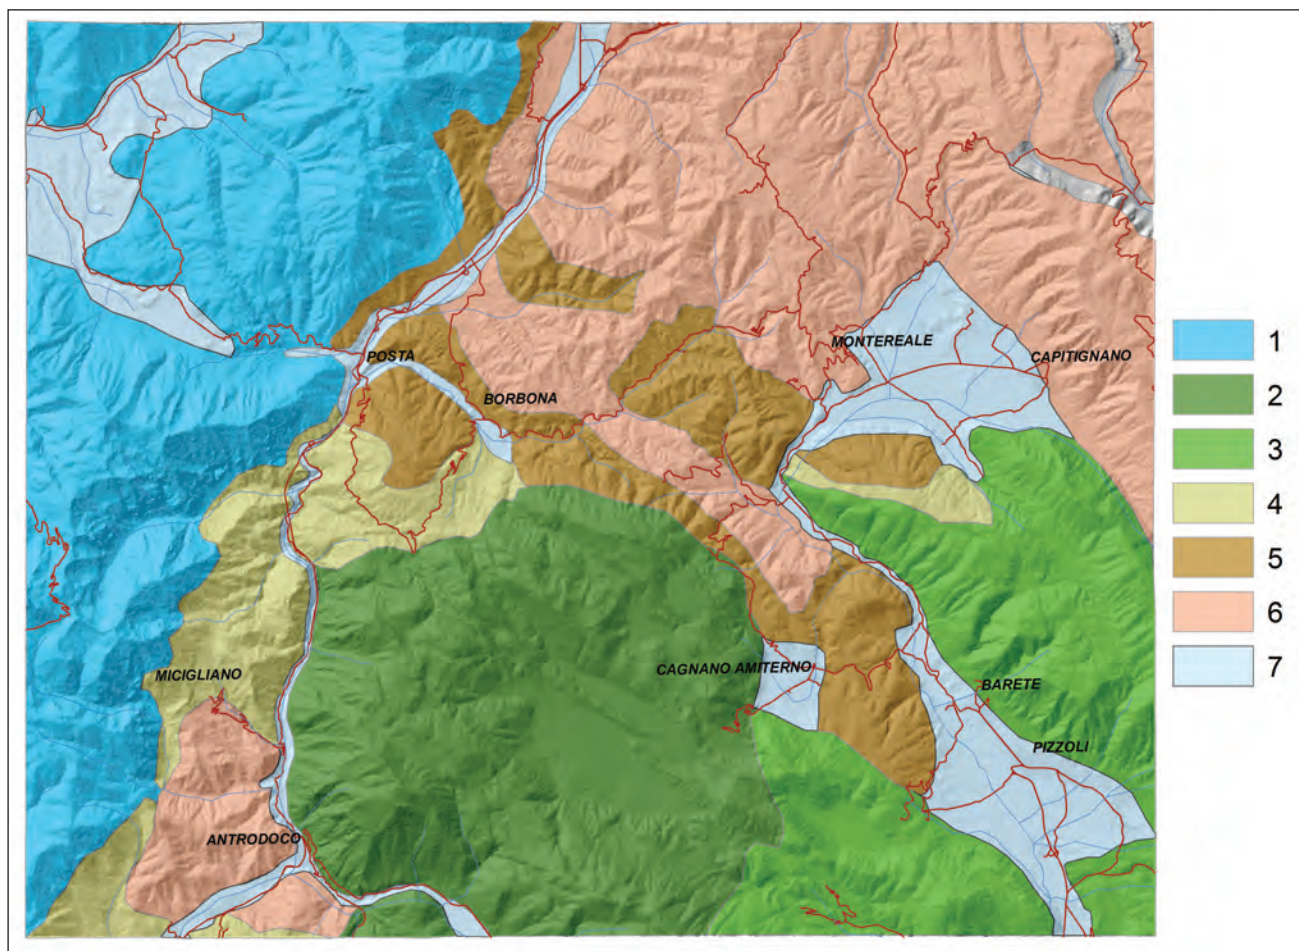 MONTEREALE
CAPITIGNANO
POSTA
BORBONA
MICIGLIANO
CAGNANO AMITERNO
BARETE
PIZZOLI
ANTRODOCO
1
2
3
4
5
6
7